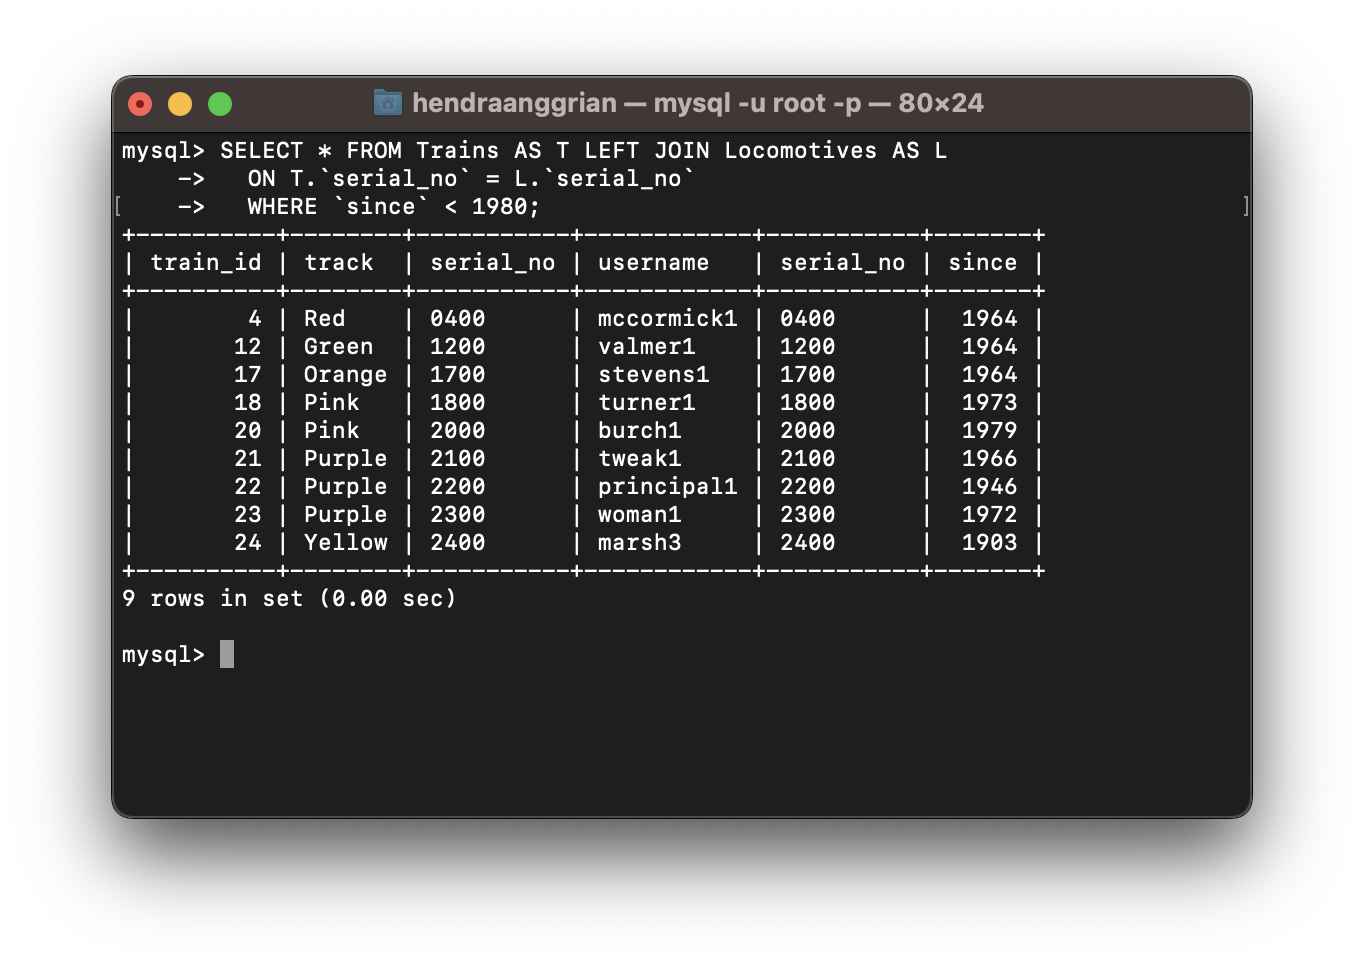 hendraanggrian — mysql -u root -p — 80×24
mysql> SELECT * FROM Trains AS T LEFT JOIN Locomotives AS L
    ->   ON T.`serial_no` = L.`serial_no`
[    ->   WHERE `since` < 1980; ]
+----------+--------+-----------+------------+-----------+-------+
| train_id | track  | serial_no | username   | serial_no | since |
+----------+--------+-----------+------------+-----------+-------+
|        4 | Red    | 0400      | mccormick1 | 0400      |  1964 |
|       12 | Green  | 1200      | valmer1    | 1200      |  1964 |
|       17 | Orange | 1700      | stevens1   | 1700      |  1964 |
|       18 | Pink   | 1800      | turner1    | 1800      |  1973 |
|       20 | Pink   | 2000      | burch1     | 2000      |  1979 |
|       21 | Purple | 2100      | tweak1     | 2100      |  1966 |
|       22 | Purple | 2200      | principal1 | 2200      |  1946 |
|       23 | Purple | 2300      | woman1     | 2300      |  1972 |
|       24 | Yellow | 2400      | marsh3     | 2400      |  1903 |
+----------+--------+-----------+------------+-----------+-------+
9 rows in set (0.00 sec)
mysql>